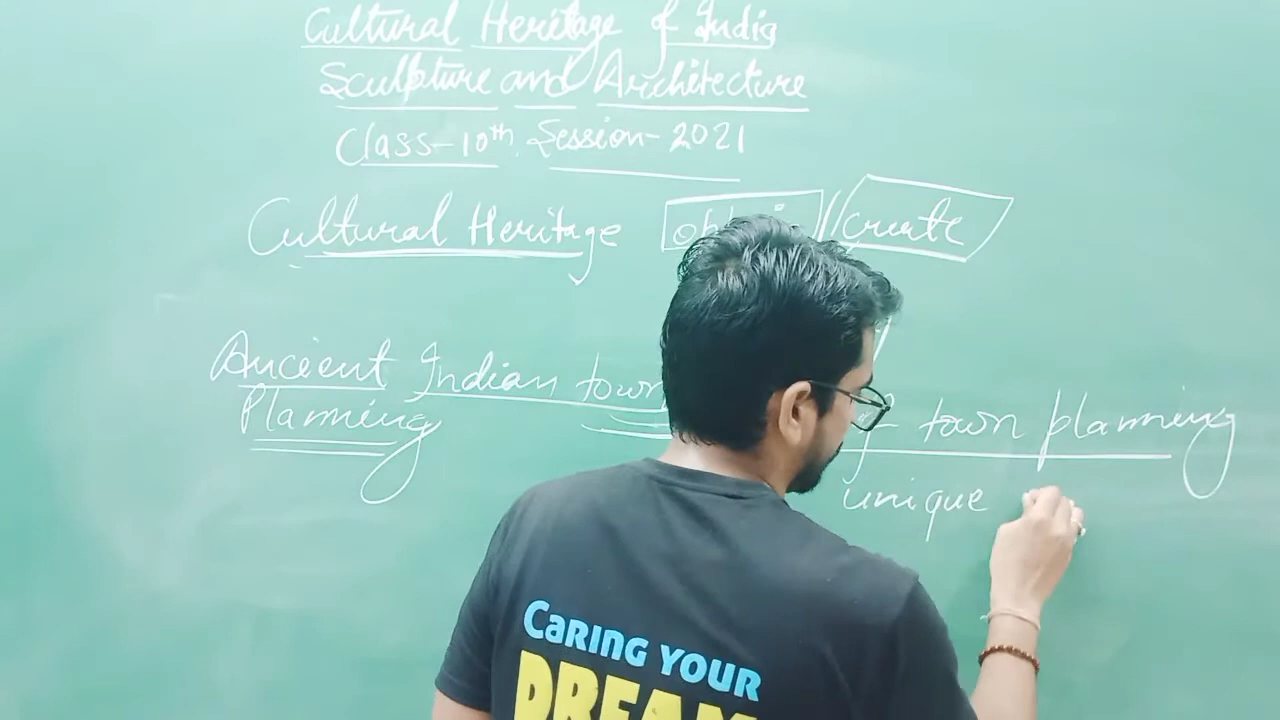 Cultural Heritage of India
Sculpture and Architecture
Class-10th Session-2021
Cultural Heritage create
Ancient Indian town
Planning
town planning
unique
CARING YOUR
DREAM